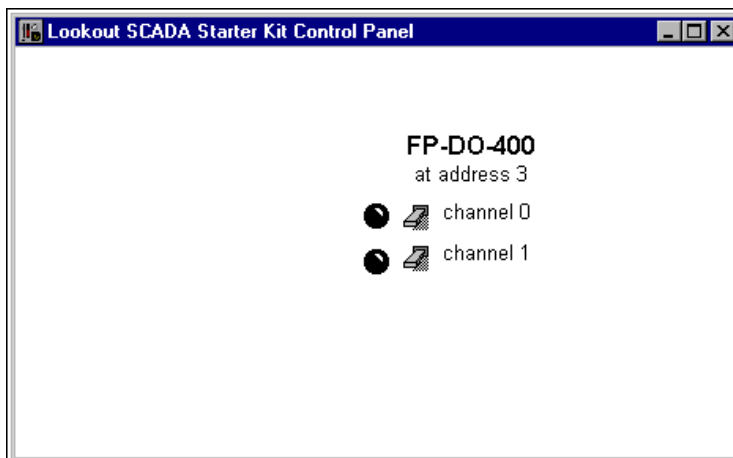 Lookout SCADA Starter Kit Control Panel
FP-DO-400
at address 3
channel 0
channel 1